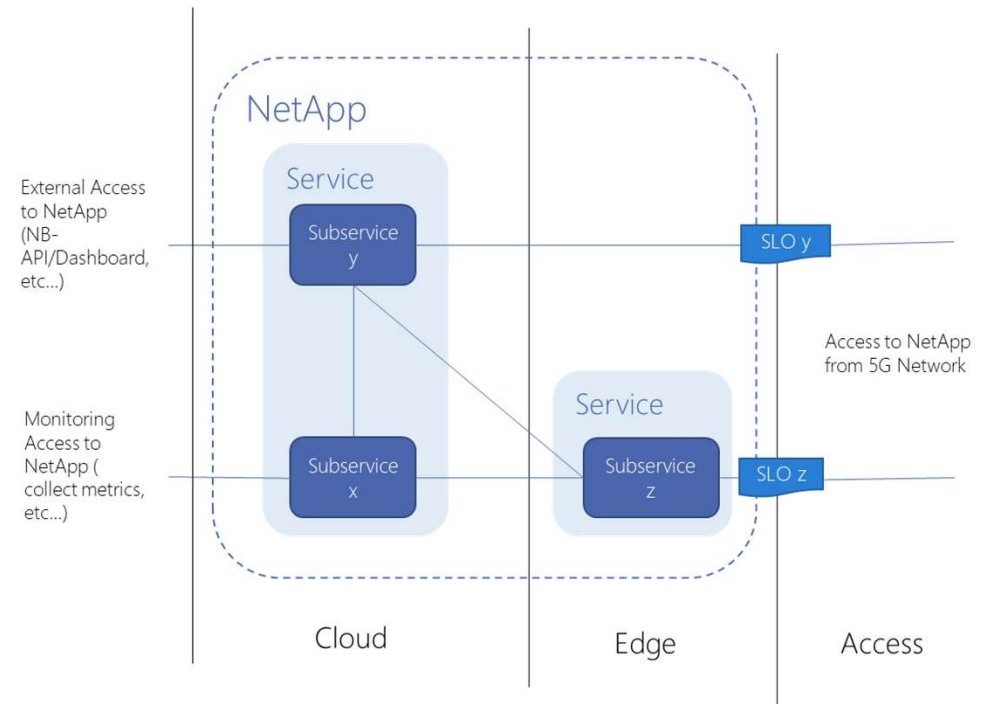 NetApp
Service
External Access
to NetApp
(NB-
API/Dashboard,
etc...)
Subservice
y
SLO y
Access to NetApp
from 5G Network
Service
Monitoring
Access to
NetApp (
collect metrics,
etc...)
Subservice
x
Subservice
z
SLO z
Cloud
Edge
Access